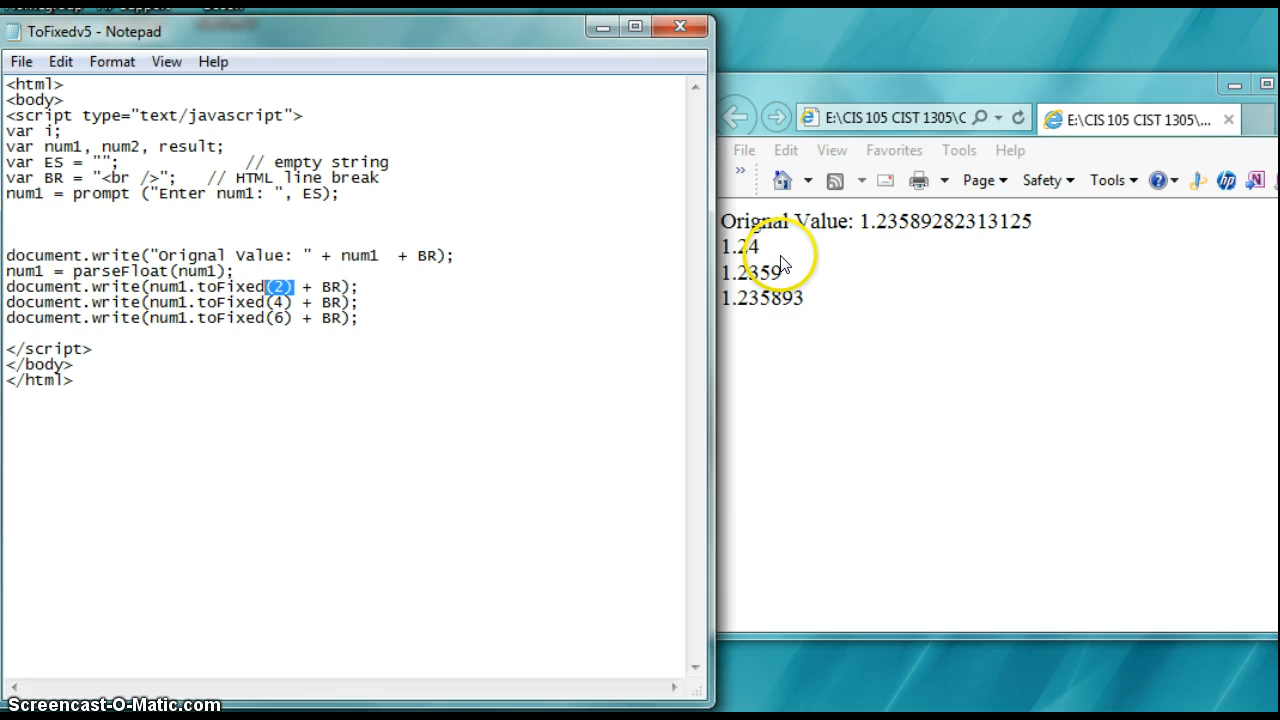 ToFixedv5 - Notepad
File Edit Format View Help
<html>
<body>
<script type="text/javascript">
var i;
var num1, num2, result;
var ES = ""; // empty string
var BR = "<br />"; // HTML line break
num1 = prompt ("Enter num1: ", ES);
document.write("Orignal Value: " + num1 + BR);
num1 = parseFloat(num1);
document.write(num1.toFixed(2) + BR);
document.write(num1.toFixed(4) + BR);
document.write(num1.toFixed(6) + BR);
</script>
</body>
</html>
E:\CIS 105 CIST 1305\C
E:\CIS 105 CIST 1305\...
File Edit View Favorites Tools Help
» Page Safety Tools
Orignal Value: 1.23589282313125
1.24
1.2359
1.235893
Screencast-O-Matic.com